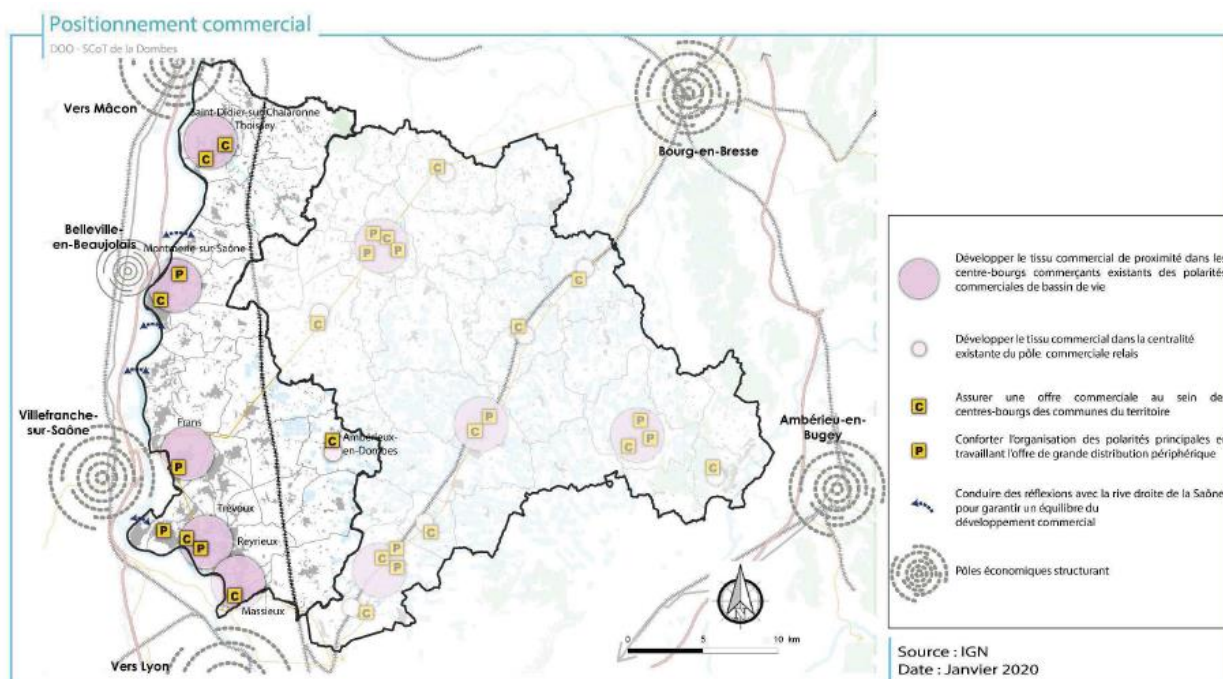 Positionnement commercial
DOO - SCoT de la Dombes
Vers Mâcon
Saint-Didier-sur-Chalaronne
Thoissey
Bourg-en-Bresse
Belleville-
en-Beaujolais
Montmerle-sur-Saône
C
C
P
C
C
P
C
P
P
C
C
C
Villefranche-
sur-Saône
Frans
P
C
Ambérieux-
en-Dombes
P
C
P
P
C
C
Ambérieu-en-
Bugey
Trévoux
P
C
P
Reyrieux
C
Massieux
C
P
C
P
C
Vers Lyon
N
0 5 10 km
Développer le tissu commercial de proximité dans les
centre-bourgs commerçants existants des polarités
commerciales de bassin de vie
Développer le tissu commercial dans la centralité
existante du pôle commerciale relais
C
Assurer une offre commerciale au sein de
centres-bourgs des communes du territoire
P
Conforter l'organisation des polarités principales e
travaillant l'offre de grande distribution périphérique
Conduire des réflexions avec la rive droite de la Saône
pour garantir un équilibre du
développement commercial
Pôles économiques structurant
Source : IGN
Date : Janvier 2020